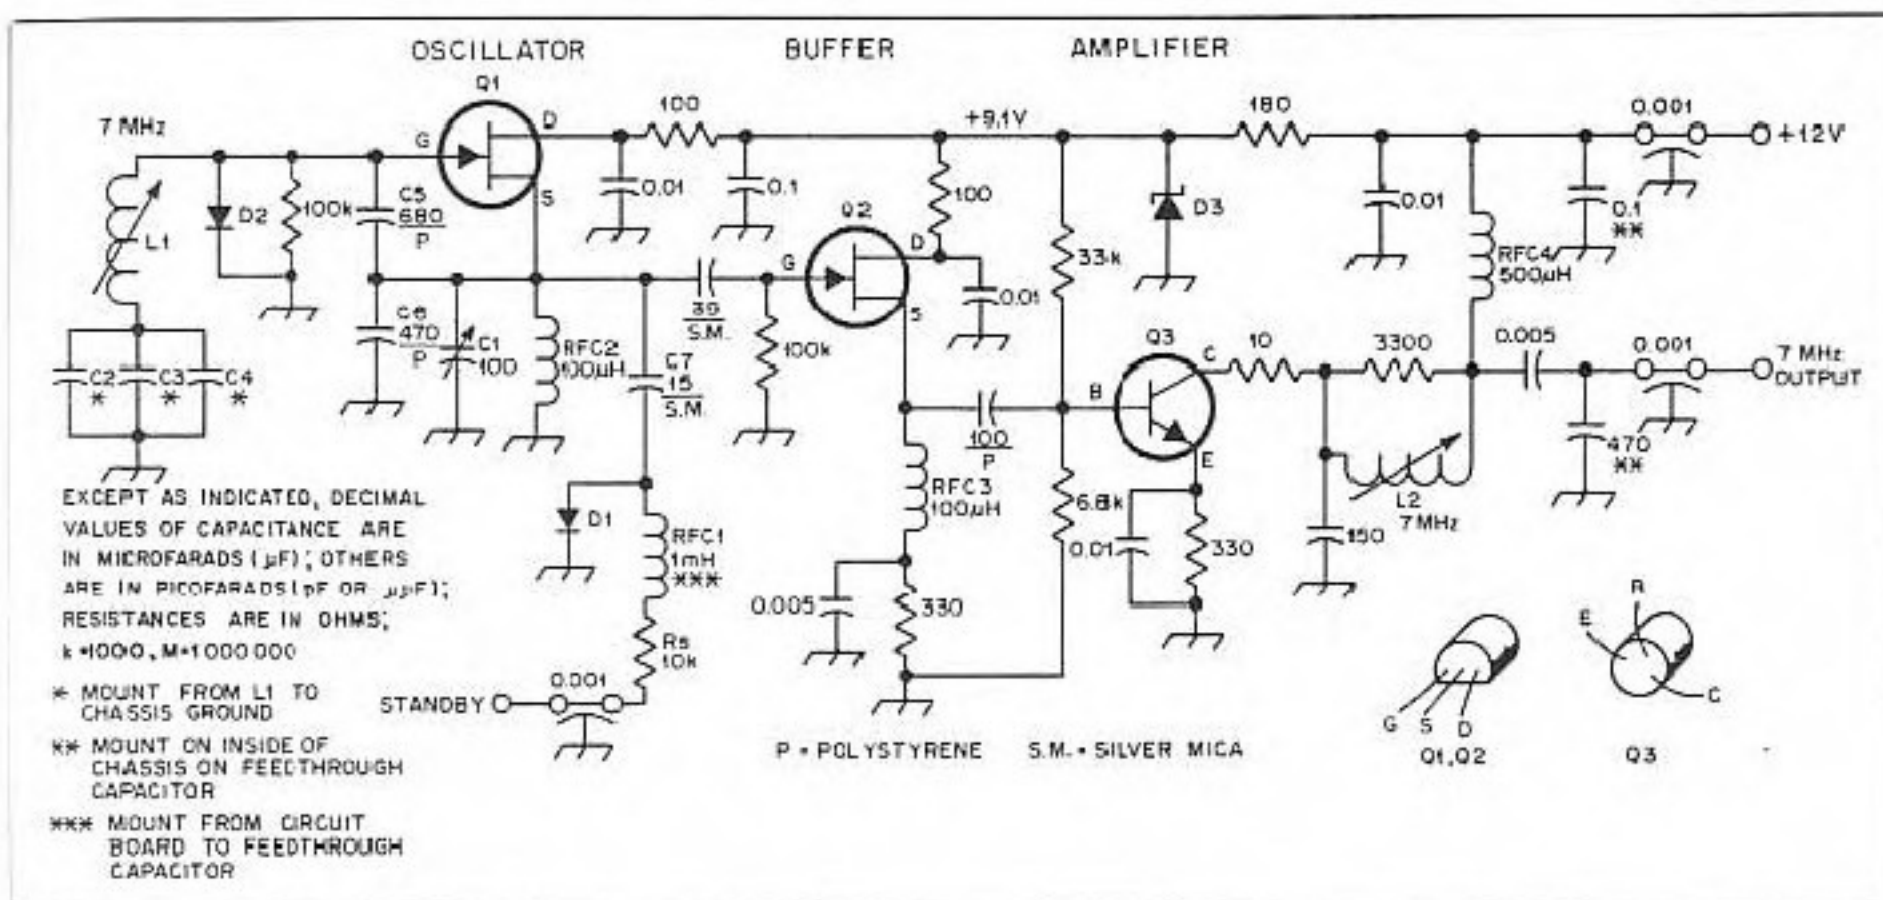 OSCILLATOR
BUFFER
AMPLIFIER
Q1
7 MHz
G
D
S
100
+9.1V
180
0.001
+12V
L1
D2
100k
C5
680
P
0.01
0.1
Q2
G
D
S
100
0.01
33k
D3
0.01
0.1
**
RFC4
500µH
C2
*
C3
*
C4
*
C6
470
P
C1
100
RFC2
100µH
C7
15
S.M.
39
S.M.
100k
Q3
B
C
E
10
3300
0.005
0.001
7 MHz
OUTPUT
470
**
L2
7MHz
150
100
P
RFC3
100µH
6.8k
0.01
330
0.005
330
D1
RFC1
1mH
***
Rs
10k
0.001
STANDBY
EXCEPT AS INDICATED, DECIMAL
VALUES OF CAPACITANCE ARE
IN MICROFARADS (µF); OTHERS
ARE IN PICOFARADS (pF OR µµF);
RESISTANCES ARE IN OHMS;
k=1000, M=1000 000
* MOUNT FROM L1 TO
CHASSIS GROUND
** MOUNT ON INSIDE OF
CHASSIS ON FEEDTHROUGH
CAPACITOR
*** MOUNT FROM CIRCUIT
BOARD TO FEEDTHROUGH
CAPACITOR
P = POLYSTYRENE
S.M. = SILVER MICA
G
S
D
Q1,Q2
E
C
Q3